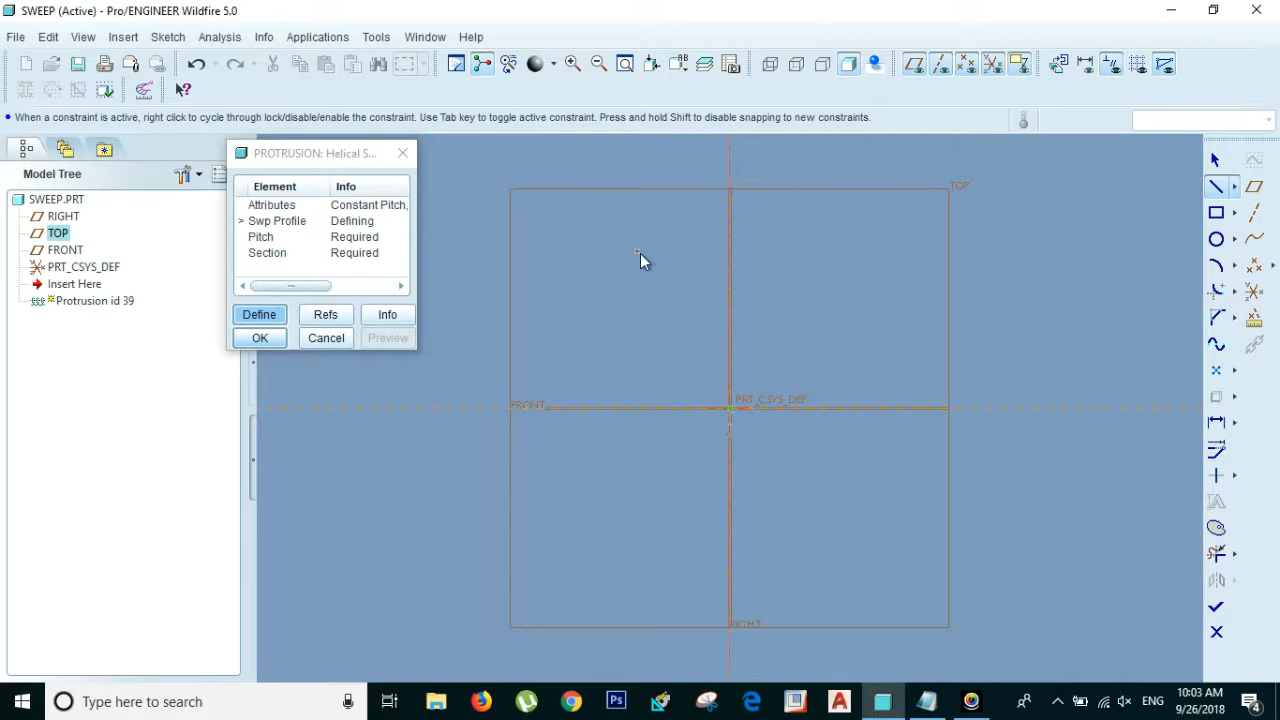 SWEEP (Active) - Pro/ENGINEER Wildfire 5.0
File Edit View Insert Sketch Analysis Info Applications Tools Window Help
When a constraint is active, right click to cycle through lock/disable/enable the constraint. Use Tab key to toggle active constraint. Press and hold Shift to disable snapping to new constraints.
Model Tree
SWEEP.PRT
RIGHT
TOP
FRONT
PRT_CSYS_DEF
Insert Here
Protrusion id 39
PROTRUSION: Helical S...
Element Info
Attributes Constant Pitch,
> Swp Profile Defining
Pitch Required
Section Required
Define Refs Info
OK Cancel Preview
TOP
FRONT
PRT_CSYS_DEF
RIGHT
Type here to search
Ps
ENG
10:03 AM
9/26/2018
4